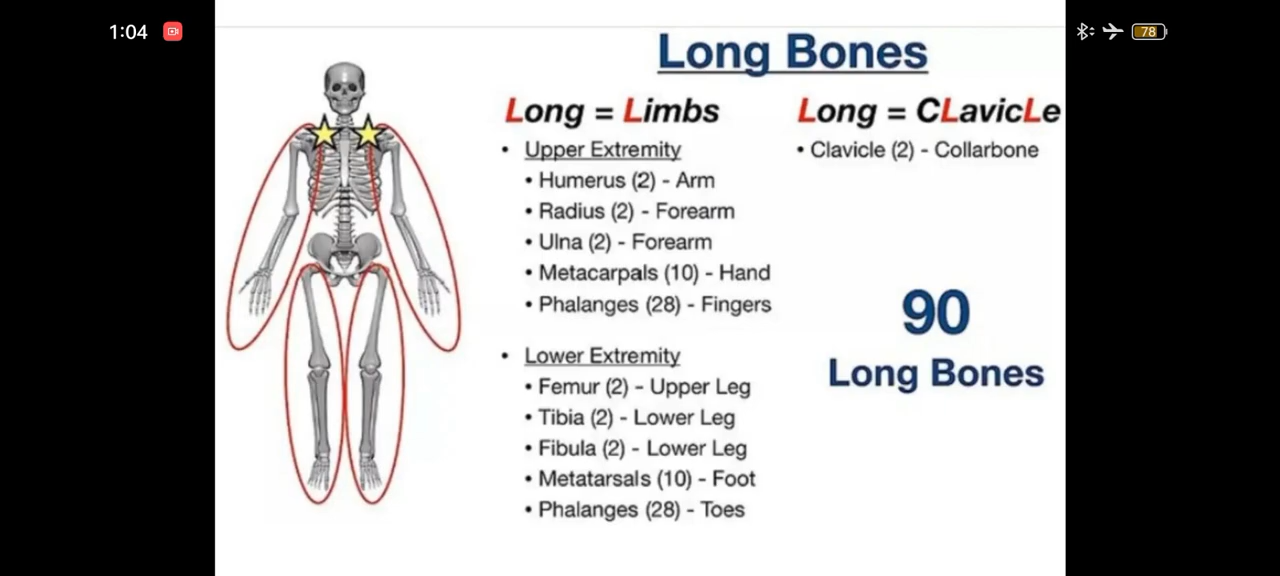 1:04
78
Long Bones
Long = Limbs
• Upper Extremity
• Humerus (2) - Arm
• Radius (2) - Forearm
• Ulna (2) - Forearm
• Metacarpals (10) - Hand
• Phalanges (28) - Fingers
• Lower Extremity
• Femur (2) - Upper Leg
• Tibia (2) - Lower Leg
• Fibula (2) - Lower Leg
• Metatarsals (10) - Foot
• Phalanges (28) - Toes
Long = CLavicLe
• Clavicle (2) - Collarbone
90
Long Bones